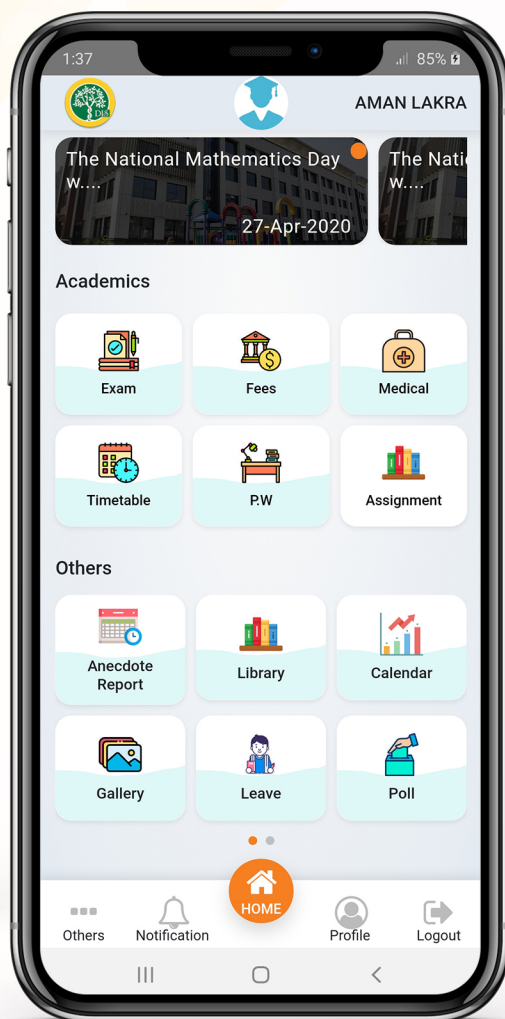 1:37
85%
DIS
AMAN LAKRA
The National Mathematics Day
w....
27-Apr-2020
The Nati
w....
Academics
Exam
Fees
Medical
Timetable
P.W
Assignment
Others
Anecdote
Report
Library
Calendar
Gallery
Leave
Poll
HOME
Others
Notification
Profile
Logout